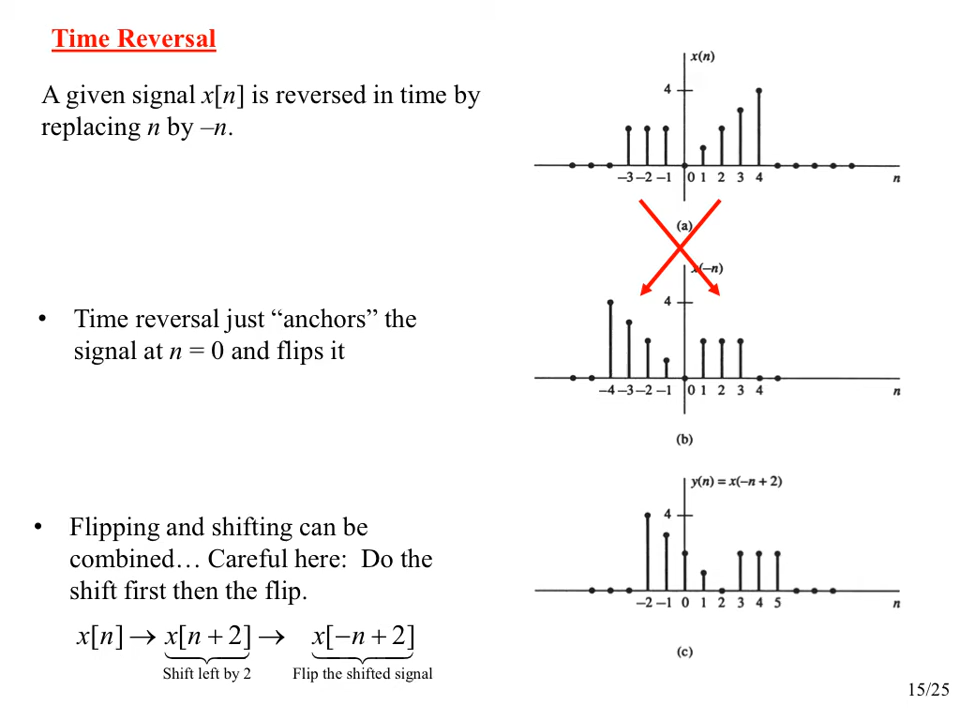 Time Reversal
A given signal x[n] is reversed in time by
replacing n by –n.
x(n)
4
–3 –2 –1 0 1 2 3 4 n
(a)
x(–n)
4
–4 –3 –2 –1 0 1 2 3 4 n
(b)
• Time reversal just “anchors” the
signal at n = 0 and flips it
y(n) = x(–n + 2)
4
–2 –1 0 1 2 3 4 5 n
(c)
• Flipping and shifting can be
combined… Careful here: Do the
shift first then the flip.
x[n] → x[n + 2] → x[−n + 2]
Shift left by 2 Flip the shifted signal
15/25